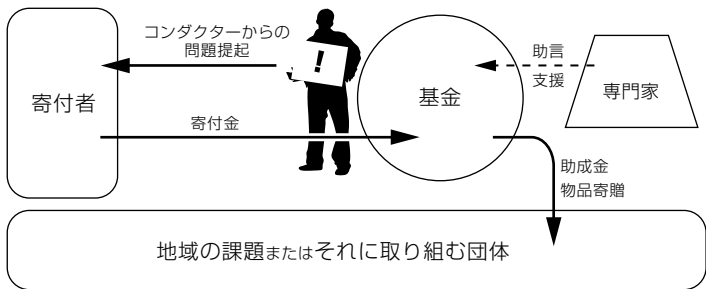 コンダクターからの
問題提起
!
助言
支援
寄付者
基金
専門家
寄付金
助成金
物品寄贈
地域の課題またはそれに取り組む団体